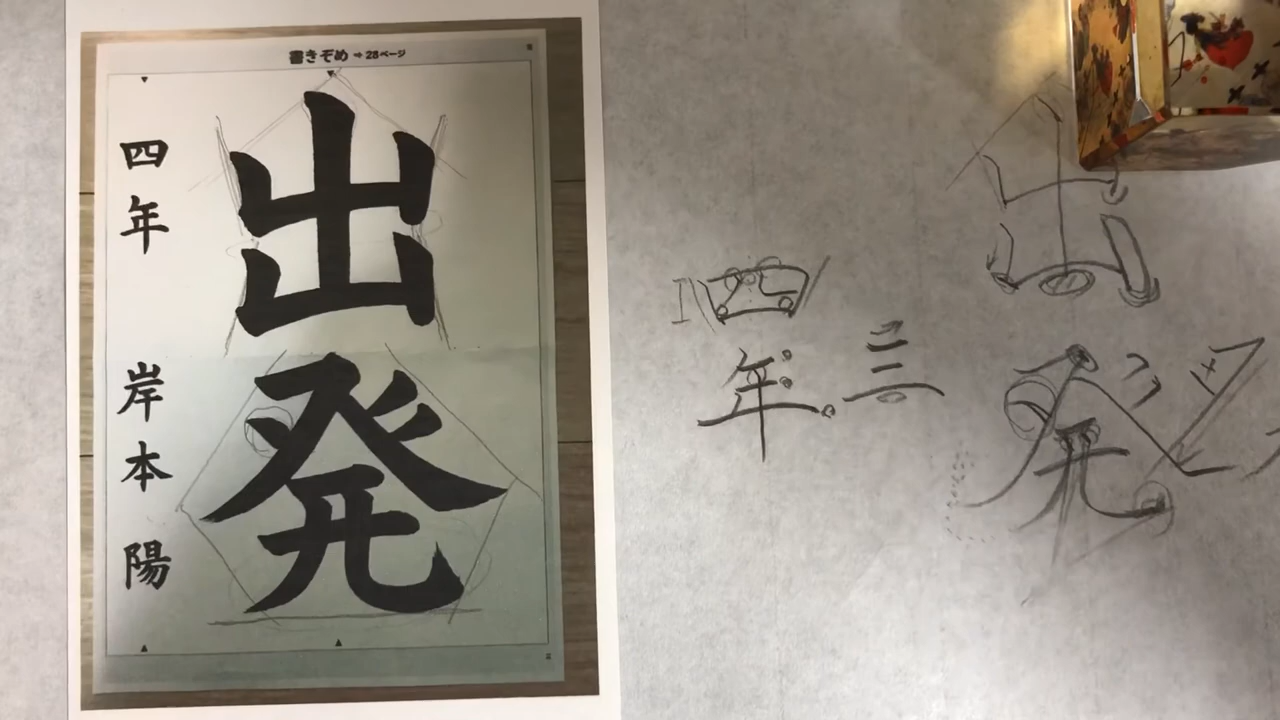 書きぞめ ⇨ 28ページ
出発
四年 岸本 陽
出
四年 三
発